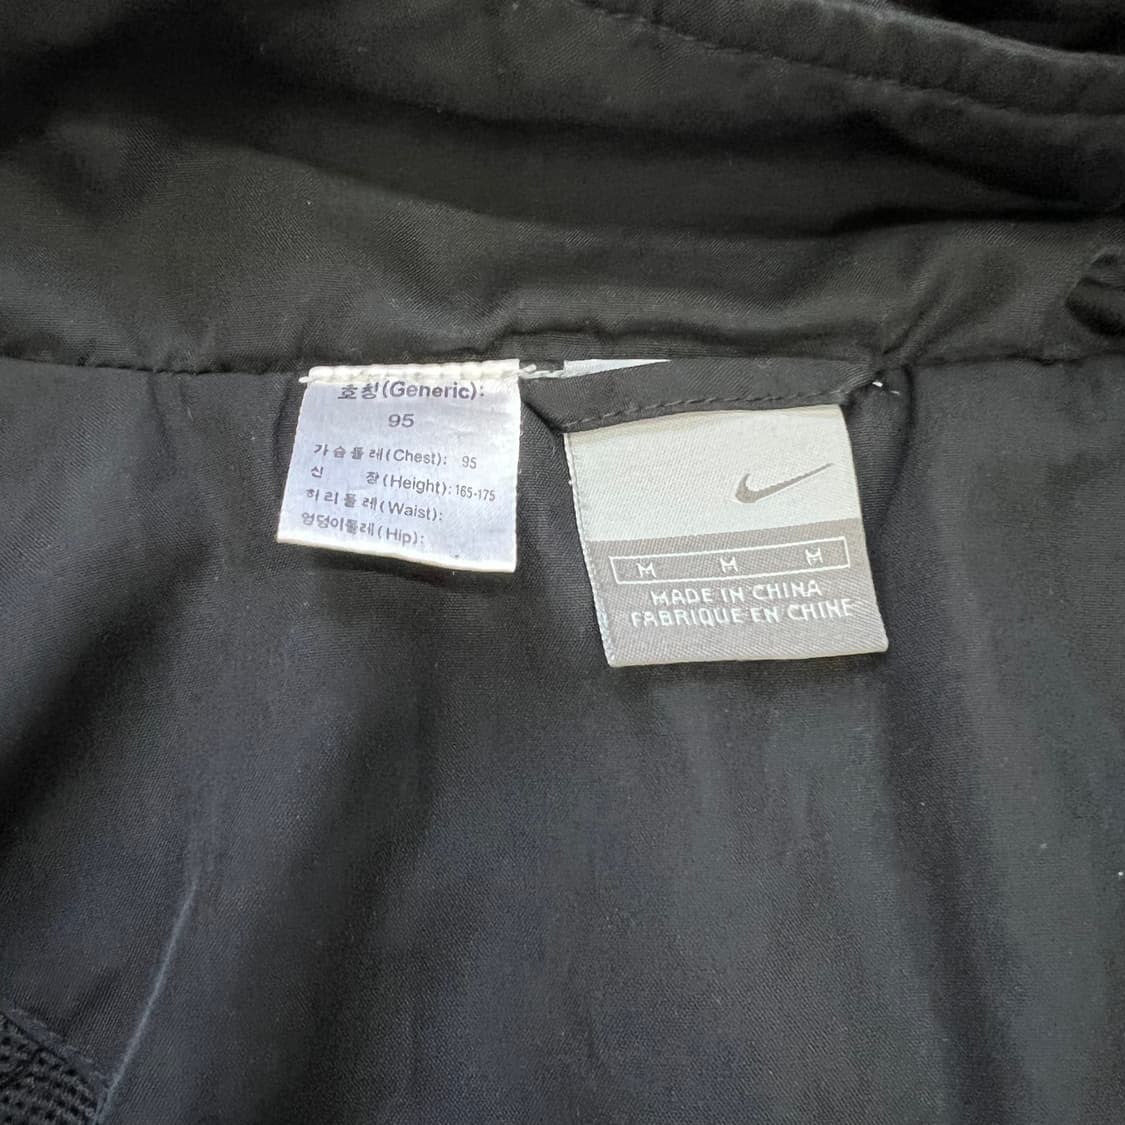 호칭(Generic):
95
가슴둘레(Chest): 95
신 장(Height): 165-175
허리둘레(Waist):
엉덩이둘레(Hip):
M M M
MADE IN CHINA
FABRIQUE EN CHINE